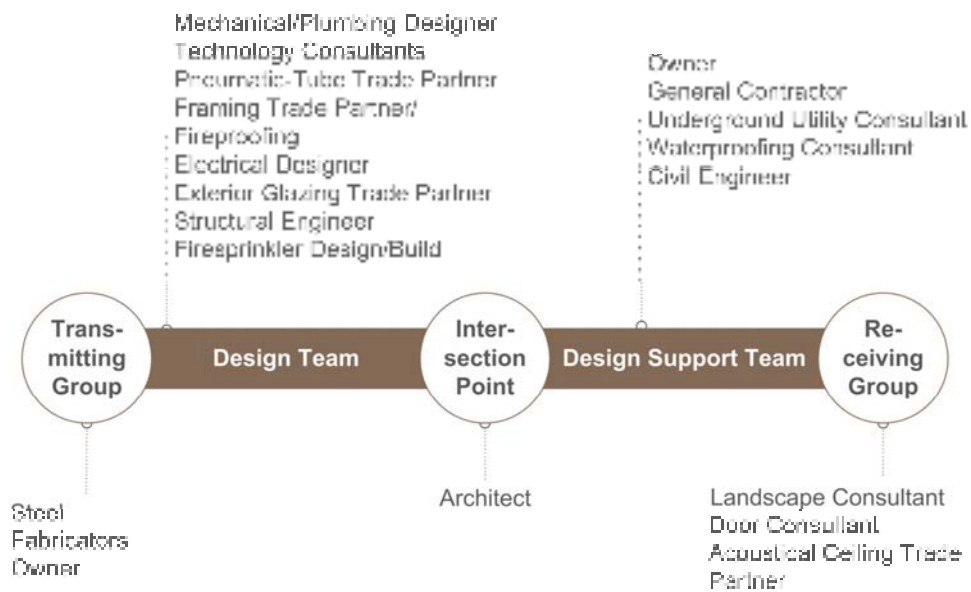 Mechanical/Plumbing Designer
Technology Consultants
Pneumatic-Tube Trade Partner
Framing Trade Partner/
Fireproofing
Electrical Designer
Exterior Glazing Trade Partner
Structural Engineer
Firesprinkler Design/Build
Owner
General Contractor
Underground Utility Consultant
Waterproofing Consultant
Civil Engineer
Trans-
mitting
Group
Design Team
Inter-
section
Point
Design Support Team
Re-
ceiving
Group
Steel
Fabricators
Owner
Architect
Landscape Consultant
Door Consultant
Acoustical Ceiling Trade
Partner